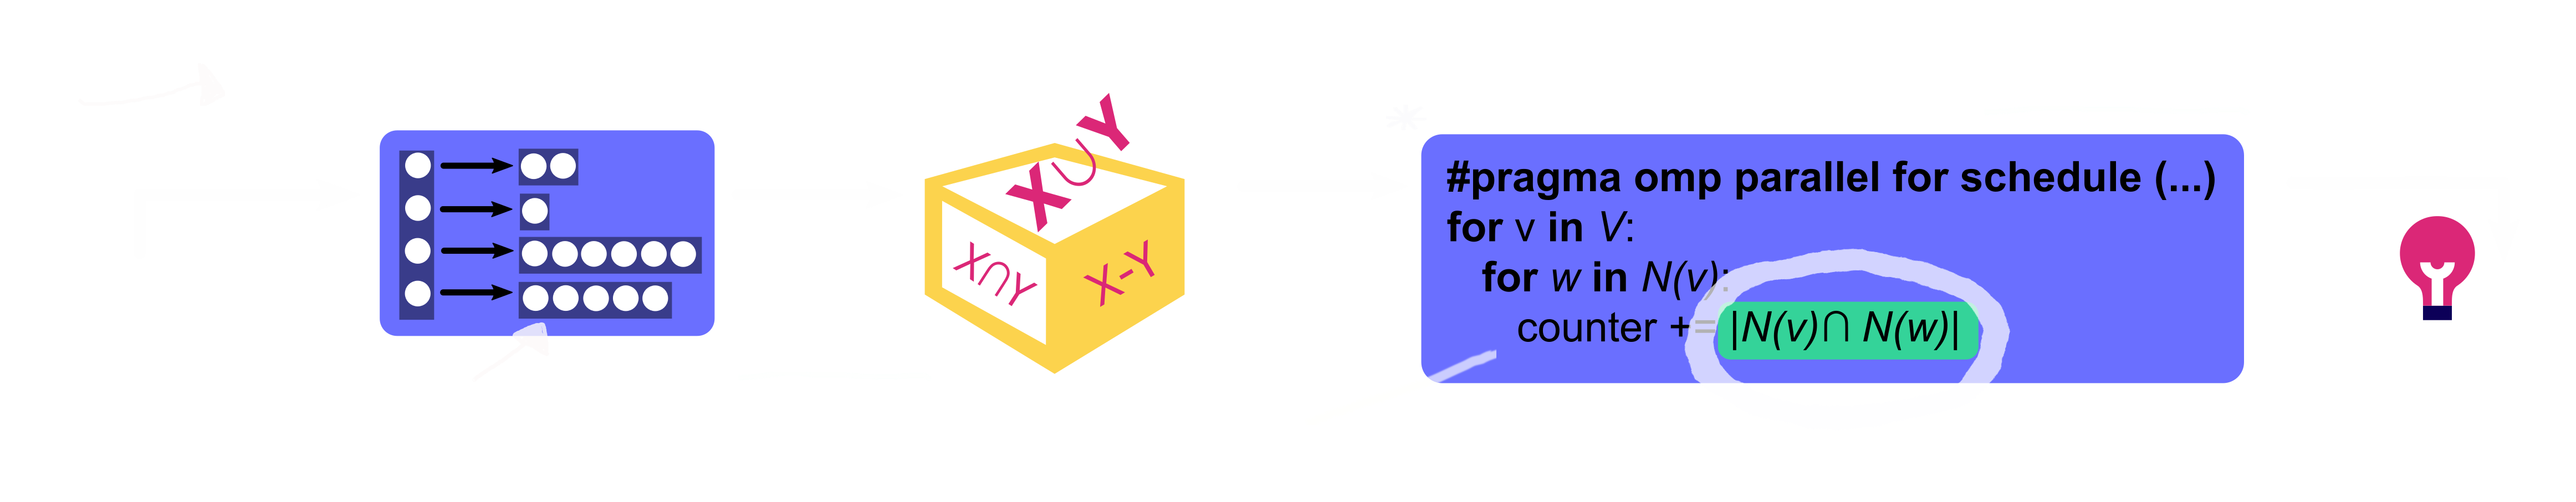 X∪Y
X∩Y
X-Y
#pragma omp parallel for schedule (...)
for v in V:
for w in N(v):
counter += |N(v)∩ N(w)|